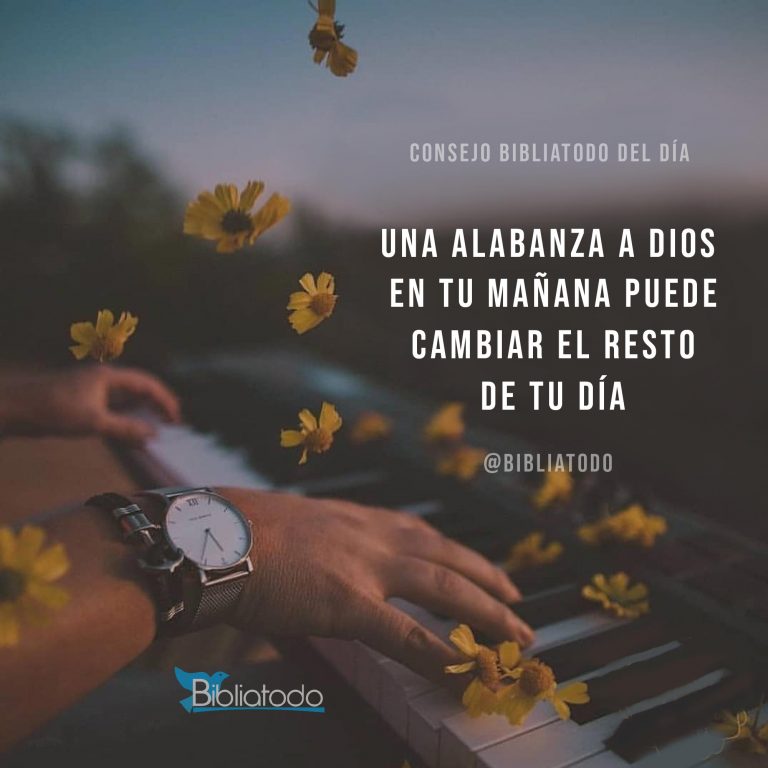 CONSEJO BIBLIATODO DEL DÍA
UNA ALABANZA A DIOS
EN TU MAÑANA PUEDE
CAMBIAR EL RESTO
DE TU DÍA
@BIBLIATODO
XII
Bibliatodo